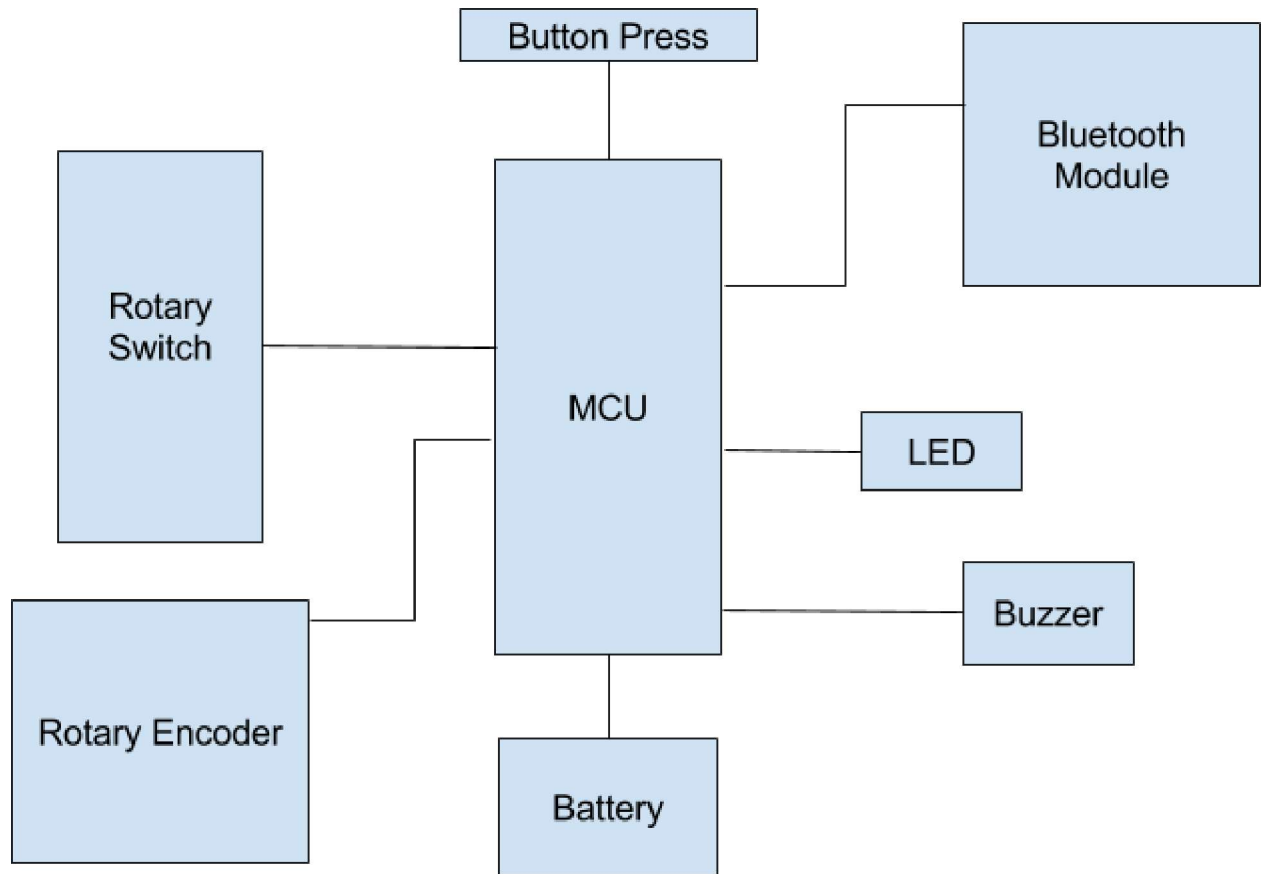 Button Press
Bluetooth
Module
Rotary
Switch
MCU
LED
Buzzer
Rotary Encoder
Battery